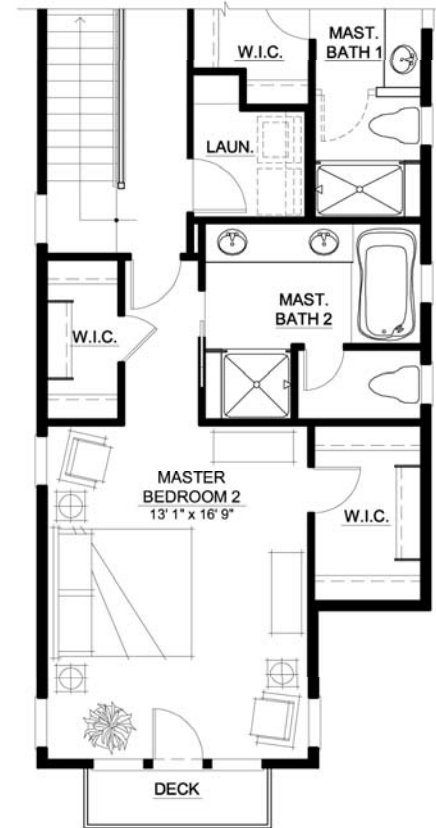 MAST.
BATH 1
W.I.C.
LAUN.
MAST.
BATH 2
W.I.C.
MASTER
BEDROOM 2
13' 1" x 16' 9"
W.I.C.
DECK